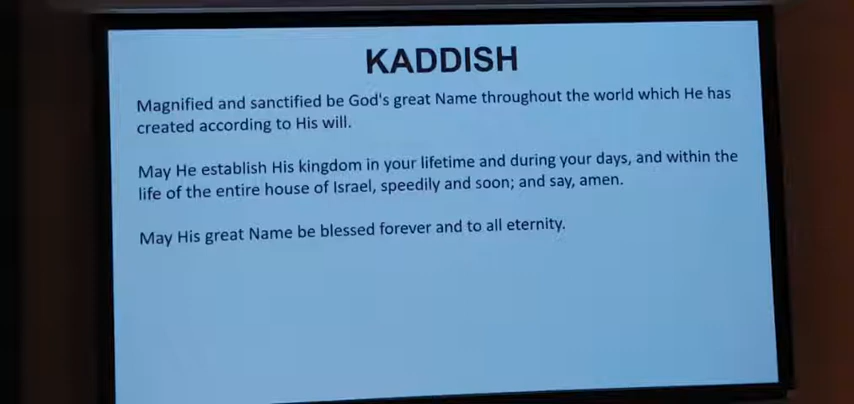 KADDISH
Magnified and sanctified be God's great Name throughout the world which He has
created according to His will.
May He establish His kingdom in your lifetime and during your days, and within the
life of the entire house of Israel, speedily and soon; and say, amen.
May His great Name be blessed forever and to all eternity.